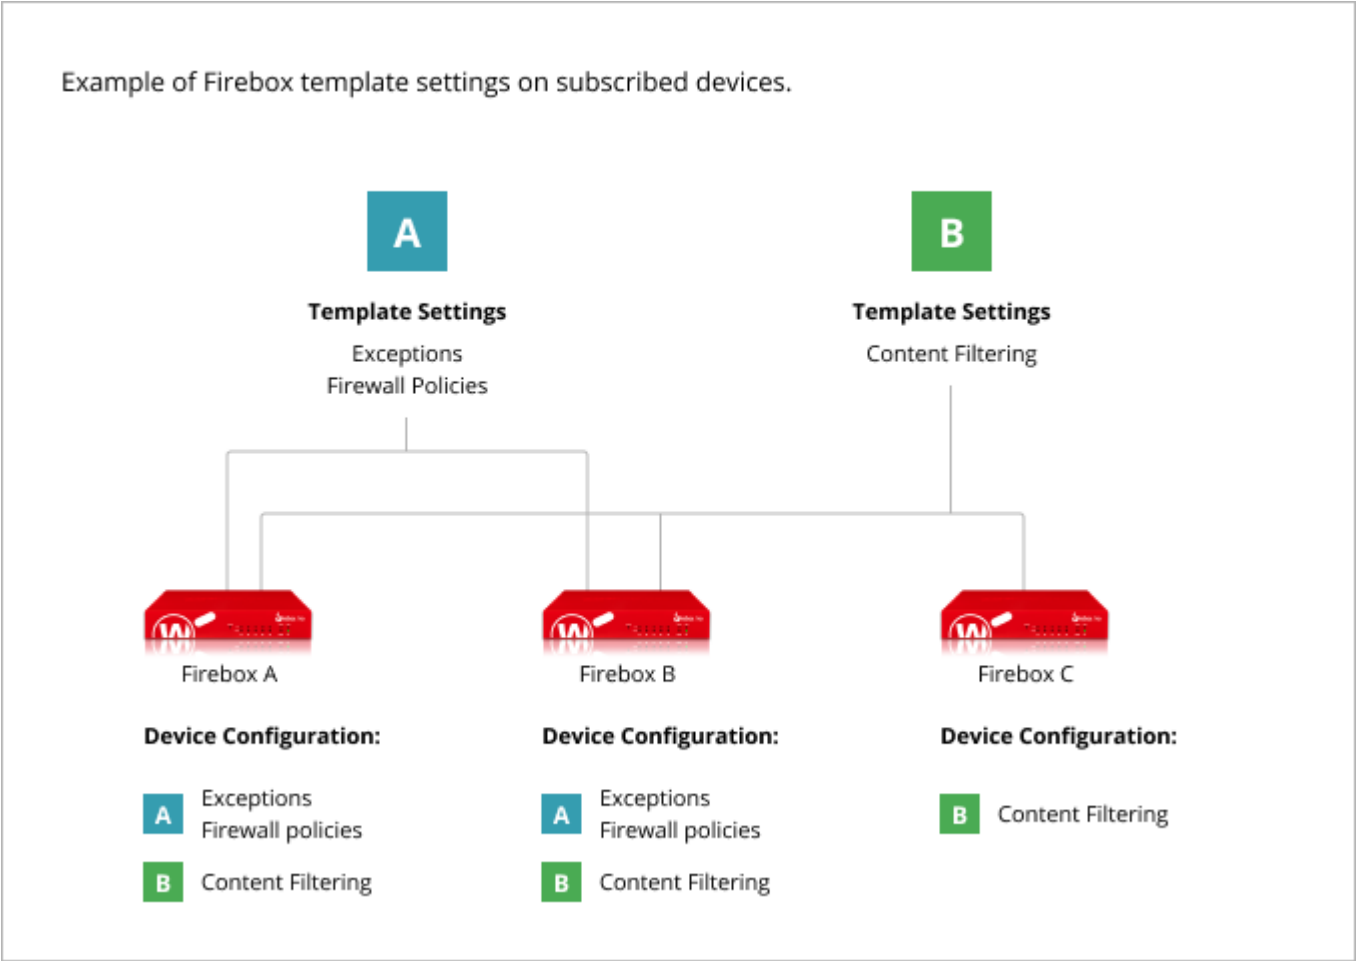 Example of Firebox template settings on subscribed devices.
A
B
Template Settings
Template Settings
Exceptions
Firewall Policies
Content Filtering
W
W
W
Firebox A
Firebox B
Firebox C
Device Configuration:
Device Configuration:
Device Configuration:
A
Exceptions
Firewall policies
B
Content Filtering
A
Exceptions
Firewall policies
B
Content Filtering
B
Content Filtering